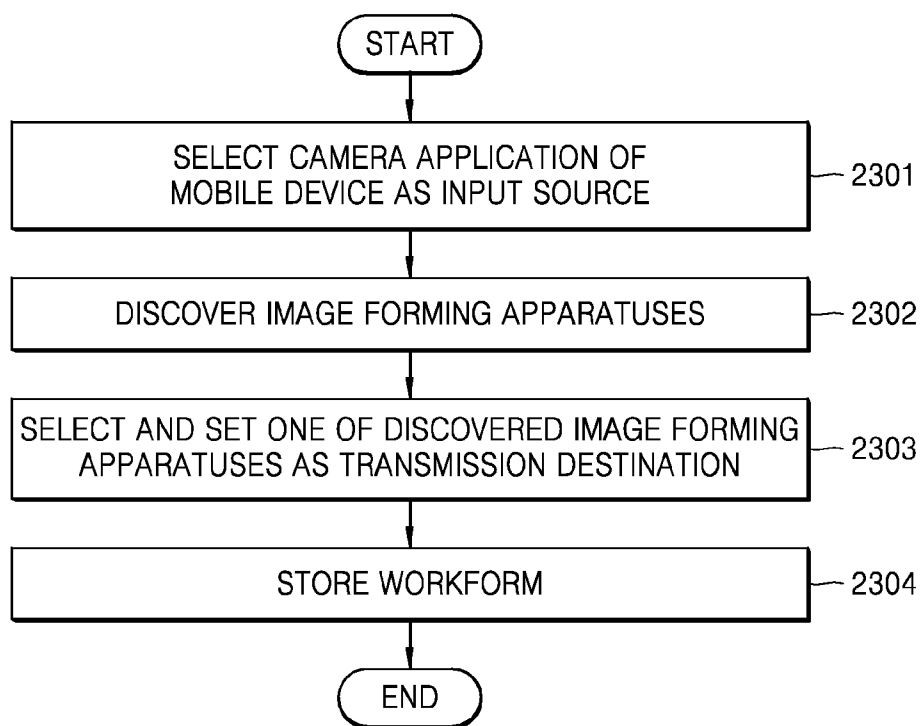 START
SELECT CAMERA APPLICATION OF
MOBILE DEVICE AS INPUT SOURCE
2301
DISCOVER IMAGE FORMING APPARATUSES
2302
SELECT AND SET ONE OF DISCOVERED IMAGE FORMING
APPARATUSES AS TRANSMISSION DESTINATION
2303
STORE WORKFORM
2304
END